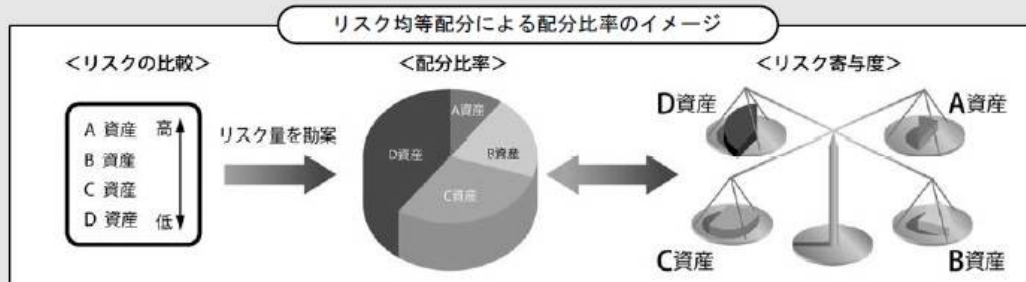 リスク均等配分による配分比率のイメージ
＜リスクの比較＞
A 資産 高
B 資産
C 資産
D 資産 低
リスク量を勘案
＜配分比率＞
A資産
B資産
C資産
D資産
＜リスク寄与度＞
D資産
A資産
C資産
B資産